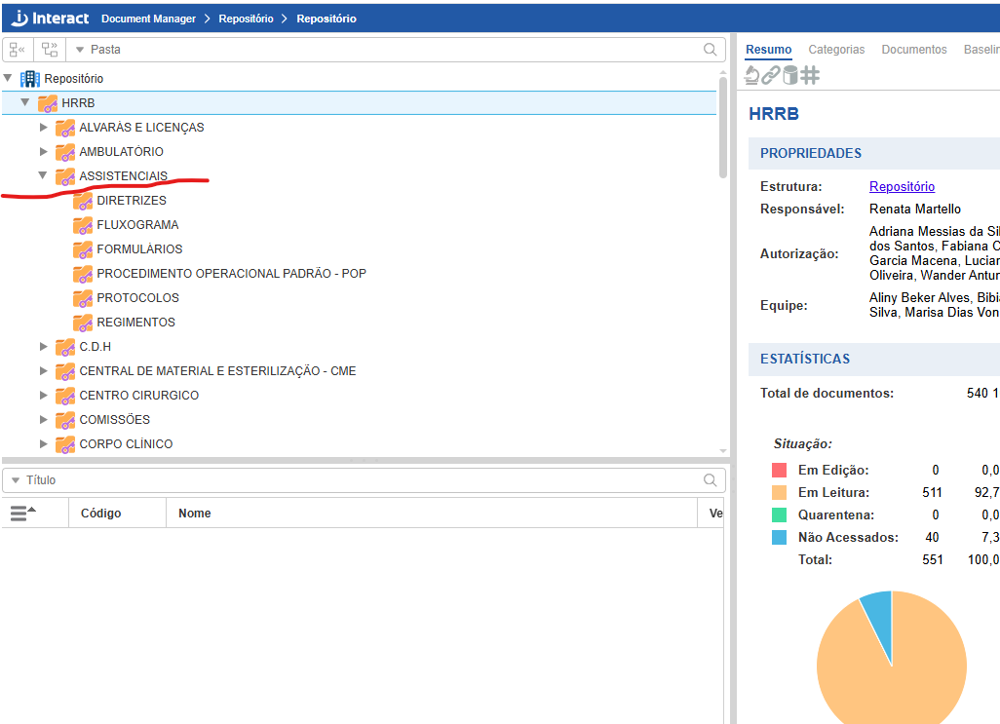 Interact Document Manager > Repositório > Repositório
Pasta
Repositório
HRRB
ALVARÁS E LICENÇAS
AMBULATÓRIO
ASSISTENCIAIS
DIRETRIZES
FLUXOGRAMA
FORMULÁRIOS
PROCEDIMENTO OPERACIONAL PADRÃO - POP
PROTOCOLOS
REGIMENTOS
C.D.H
CENTRAL DE MATERIAL E ESTERILIZAÇÃO - CME
CENTRO CIRURGICO
COMISSÕES
CORPO CLÍNICO
Título
Código Nome Ve
Resumo Categorias Documentos Baselin
HRRB
PROPRIEDADES
Estrutura: Repositório
Responsável: Renata Martello
Autorização:
Adriana Messias da Sil
dos Santos, Fabiana C
Garcia Macena, Lucian
Oliveira, Wander Antun
Equipe:
Aliny Beker Alves, Bibia
Silva, Marisa Dias Von
ESTATÍSTICAS
Total de documentos: 540 1
Situação:
Em Edição: 0 0,0
Em Leitura: 511 92,7
Quarentena: 0 0,0
Não Acessados: 40 7,3
Total: 551 100,0